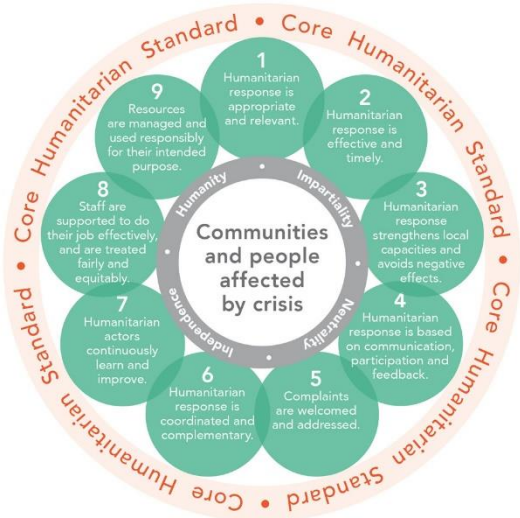 Core Humanitarian Standard • Core Humanitarian Standard • Core Humanitarian Standard • Core Humanitarian Standard •
1
Humanitarian
response is
appropriate
and relevant.
2
Humanitarian
response is
effective and
timely.
3
Humanitarian
response
strengthens local
capacities and
avoids negative
effects.
4
Humanitarian
response is based
on communication,
participation and
feedback.
5
Complaints
are welcomed
and addressed.
6
Humanitarian
response is
coordinated and
complementary.
7
Humanitarian
actors
continuously
learn and
improve.
8
Staff are
supported to do
their job effectively,
and are treated
fairly and
equitably.
9
Resources
are managed and
used responsibly
for their intended
purpose.
Humanity • Impartiality • Neutrality • Independence •
Communities
and people
affected
by crisis